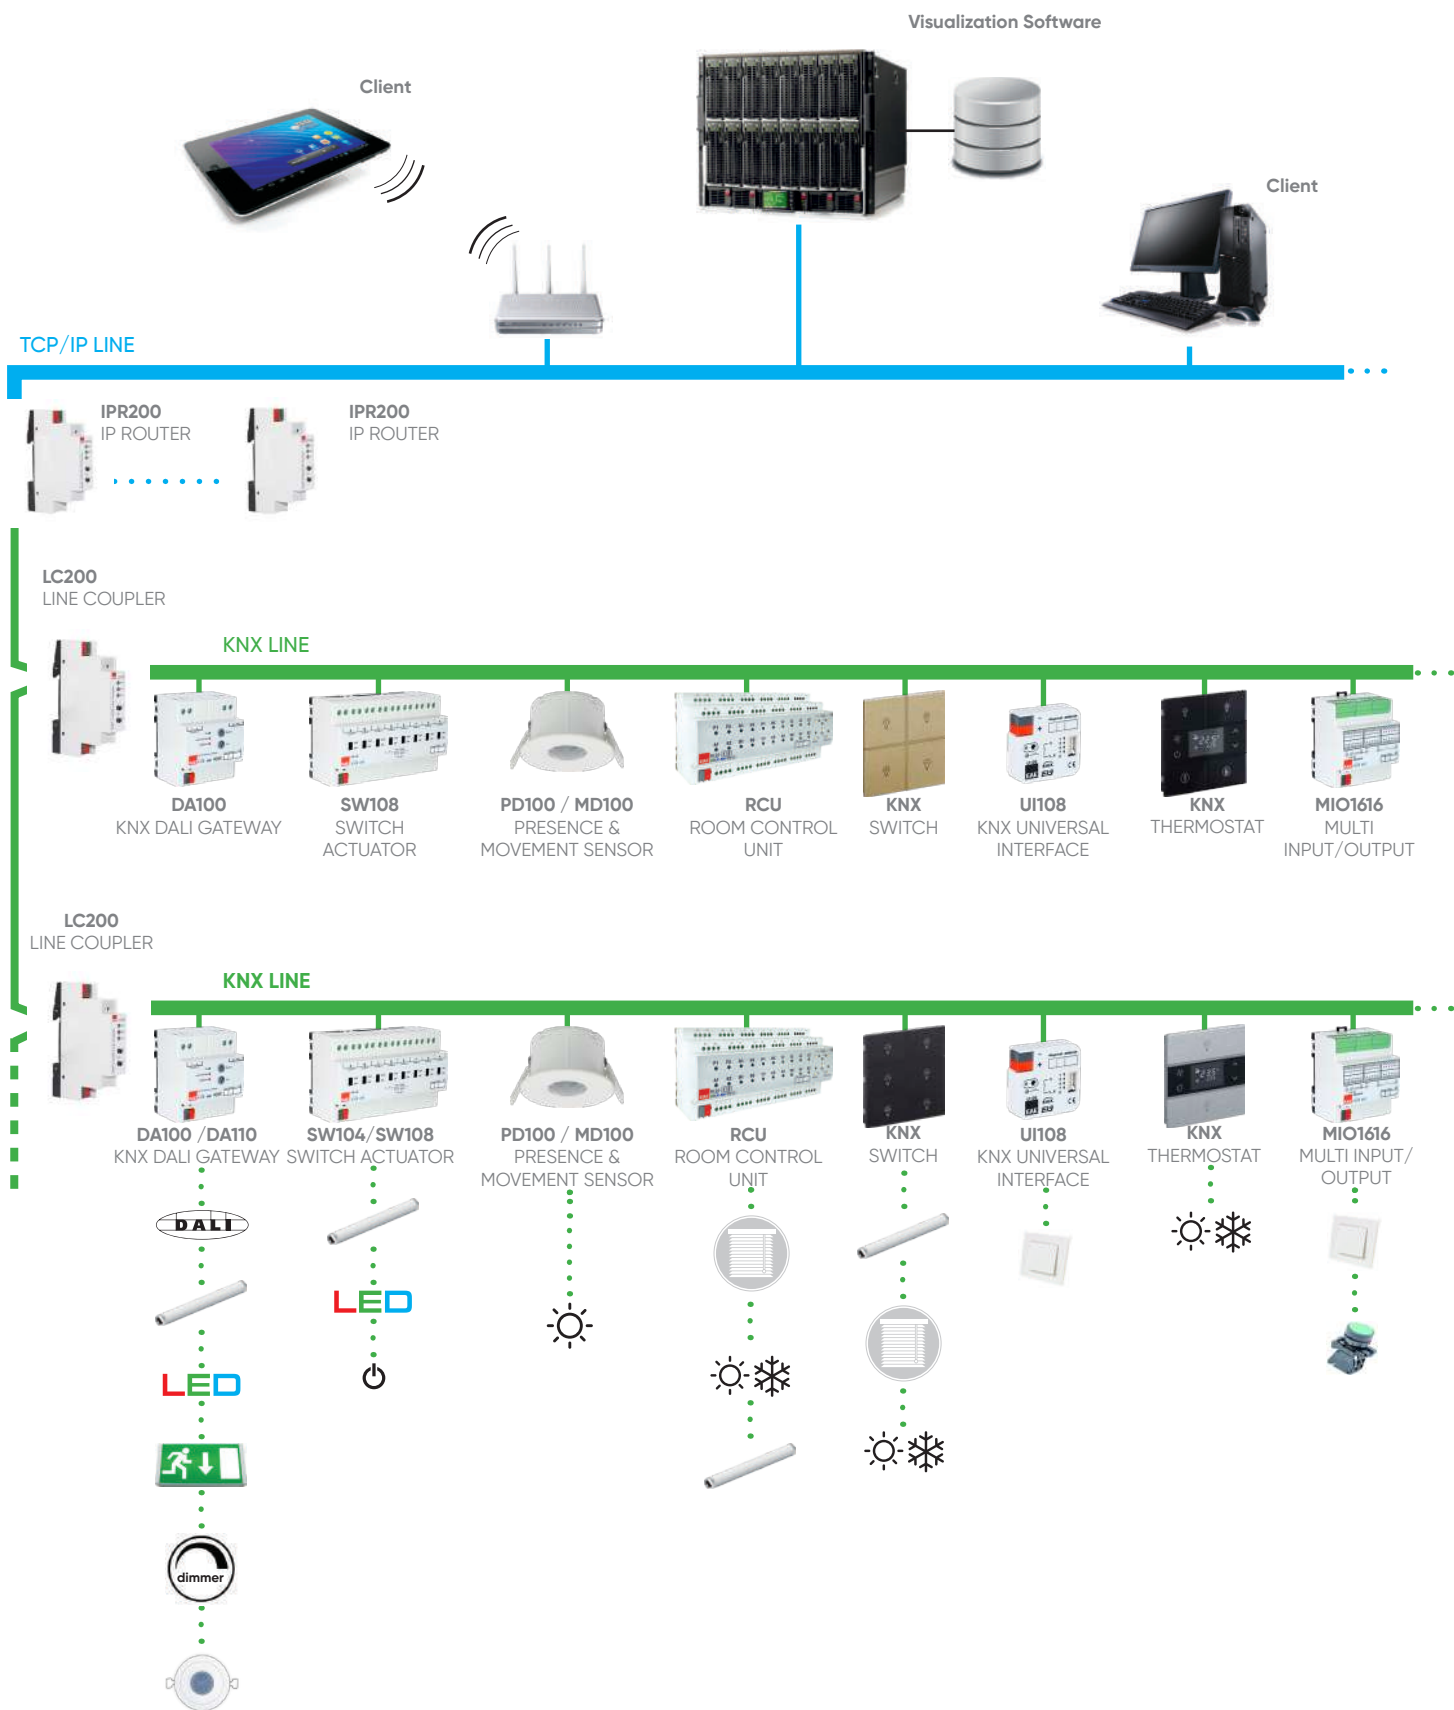 Visualization Software
Client
Client
TCP/IP LINE
IPR200
IP ROUTER
IPR200
IP ROUTER
LC200
LINE COUPLER
KNX LINE
DA100
KNX DALI GATEWAY
SW108
SWITCH
ACTUATOR
PD100 / MD100
PRESENCE &
MOVEMENT SENSOR
RCU
ROOM CONTROL
UNIT
KNX
SWITCH
UI108
KNX UNIVERSAL
INTERFACE
KNX
THERMOSTAT
MIO1616
MULTI
INPUT/OUTPUT
LC200
LINE COUPLER
KNX LINE
DA100 /DA110
KNX DALI GATEWAY
SW104/SW108
SWITCH ACTUATOR
PD100 / MD100
PRESENCE &
MOVEMENT SENSOR
RCU
ROOM CONTROL
UNIT
KNX
SWITCH
UI108
KNX UNIVERSAL
INTERFACE
KNX
THERMOSTAT
MIO1616
MULTI INPUT/
OUTPUT
DALI
LED
LED
dimmer